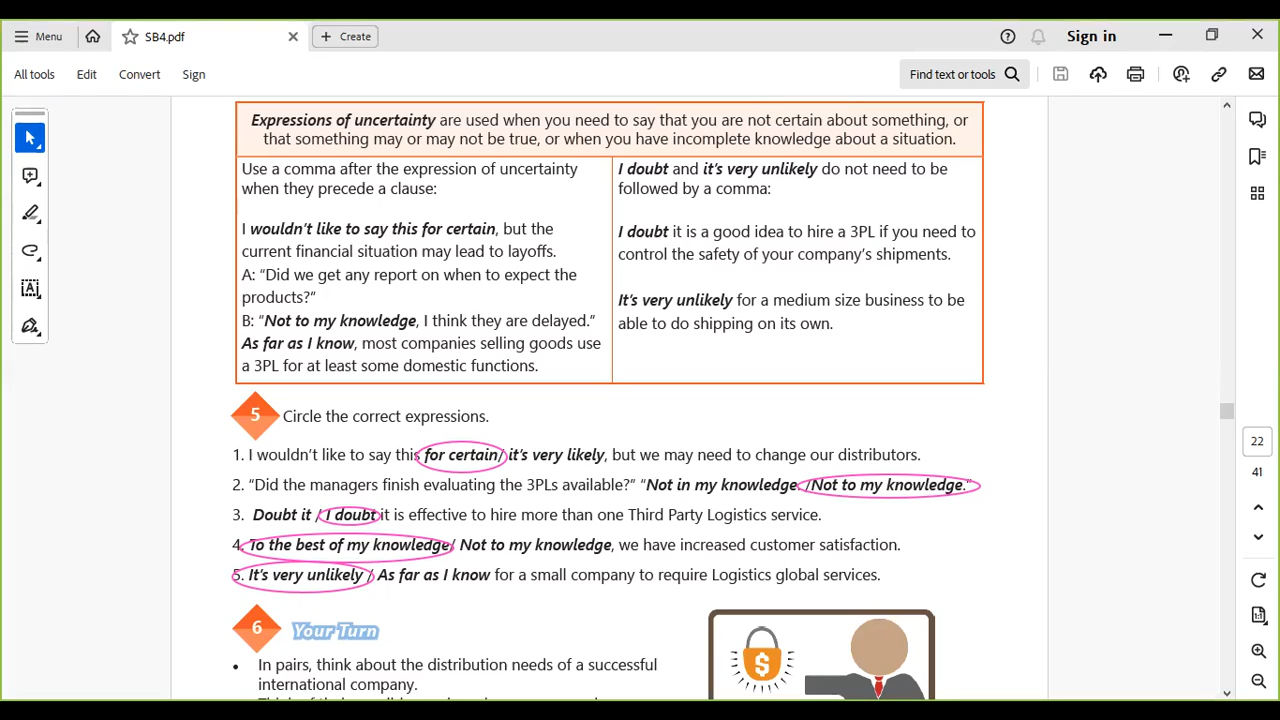 Menu
SB4.pdf
Create
Sign in
All tools
Edit
Convert
Sign
Find text or tools
Expressions of uncertainty are used when you need to say that you are not certain about something, or
that something may or may not be true, or when you have incomplete knowledge about a situation.
Use a comma after the expression of uncertainty
when they precede a clause:
I wouldn't like to say this for certain, but the
current financial situation may lead to layoffs.
A: “Did we get any report on when to expect the
products?”
B: “Not to my knowledge, I think they are delayed.”
As far as I know, most companies selling goods use
a 3PL for at least some domestic functions.
I doubt and it's very unlikely do not need to be
followed by a comma:
I doubt it is a good idea to hire a 3PL if you need to
control the safety of your company's shipments.
It's very unlikely for a medium size business to be
able to do shipping on its own.
5 Circle the correct expressions.
1. I wouldn't like to say this for certain/ it's very likely, but we may need to change our distributors.
2. “Did the managers finish evaluating the 3PLs available?” “Not in my knowledge. /Not to my knowledge.”
3. Doubt it / I doubt it is effective to hire more than one Third Party Logistics service.
4. To the best of my knowledge/ Not to my knowledge, we have increased customer satisfaction.
5. It's very unlikely / As far as I know for a small company to require Logistics global services.
6 Your Turn
• In pairs, think about the distribution needs of a successful
international company.
$
22
41